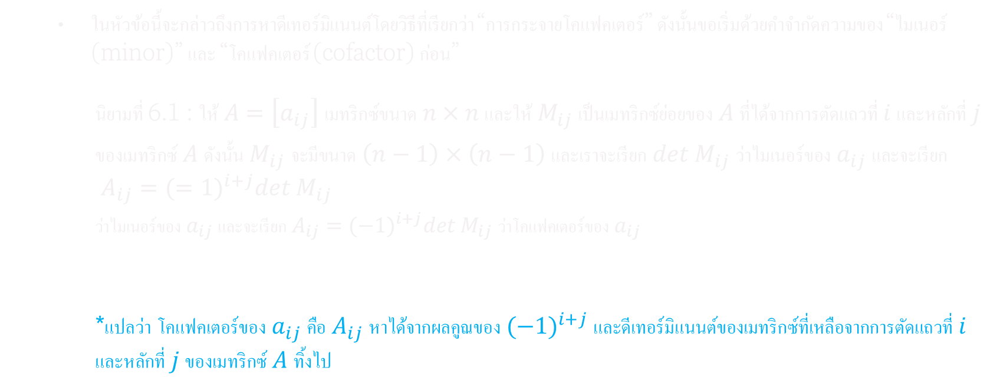 • ในหัวข้อนี้จะกล่าวถึงการหาดีเทอร์มิแนนต์โดยวิธีที่เรียกว่า “การกระจายโคแฟคเตอร์” ดังนั้นขอเริ่มด้วยคำจำกัดความของ “ไมเนอร์
(minor)” และ “โคแฟคเตอร์ (cofactor) ก่อน”
นิยามที่ 6.1 : ให้ A = [a_{ij}] เมทริกซ์ขนาด n × n และให้ M_{ij} เป็นเมทริกซ์ย่อยของ A ที่ได้จากการตัดแถวที่ i และหลักที่ j
ของเมทริกซ์ A ดังนั้น M_{ij} จะมีขนาด (n − 1) × (n − 1) และเราจะเรียก det M_{ij} ว่าไมเนอร์ของ a_{ij} และจะเรียก
A_{ij} = (= 1)^{i+j} det M_{ij}
ว่าไมเนอร์ของ a_{ij} และจะเรียก A_{ij} = (−1)^{i+j} det M_{ij} ว่าโคแฟคเตอร์ของ a_{ij}
*แปลว่า โคแฟคเตอร์ของ a_{ij} คือ A_{ij} หาได้จากผลคูณของ (−1)^{i+j} และดีเทอร์มิแนนต์ของเมทริกซ์ที่เหลือจากการตัดแถวที่ i
และหลักที่ j ของเมทริกซ์ A ทิ้งไป